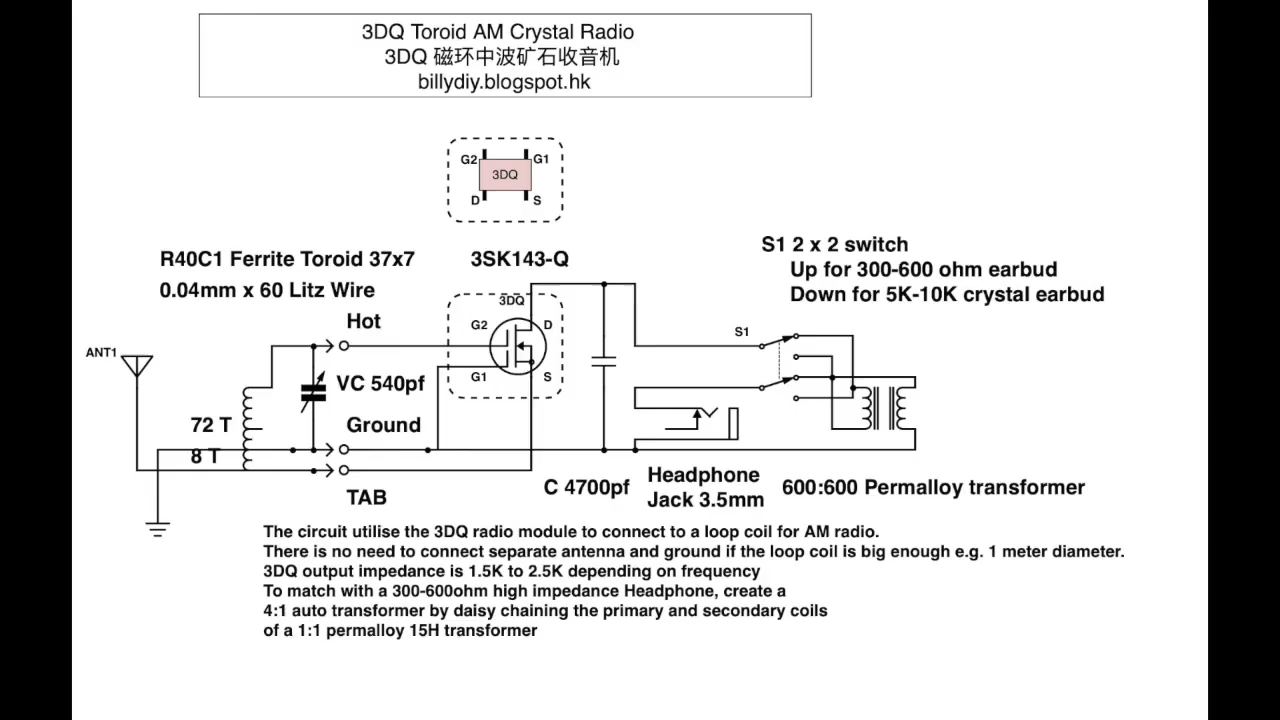 3DQ Toroid AM Crystal Radio
3DQ 磁环中波矿石收音机
billydiy.blogspot.hk
G2
G1
3DQ
D
S
R40C1 Ferrite Toroid 37x7
0.04mm x 60 Litz Wire
3SK143-Q
S1 2 x 2 switch
Up for 300-600 ohm earbud
Down for 5K-10K crystal earbud
Hot
3DQ
G2
D
G1
S
S1
ANT1
VC 540pf
72 T
Ground
8 T
TAB
C 4700pf
Headphone
Jack 3.5mm
600:600 Permalloy transformer
The circuit utilise the 3DQ radio module to connect to a loop coil for AM radio.
There is no need to connect separate antenna and ground if the loop coil is big enough e.g. 1 meter diameter.
3DQ output impedance is 1.5K to 2.5K depending on frequency
To match with a 300-600ohm high impedance Headphone, create a
4:1 auto transformer by daisy chaining the primary and secondary coils
of a 1:1 permalloy 15H transformer